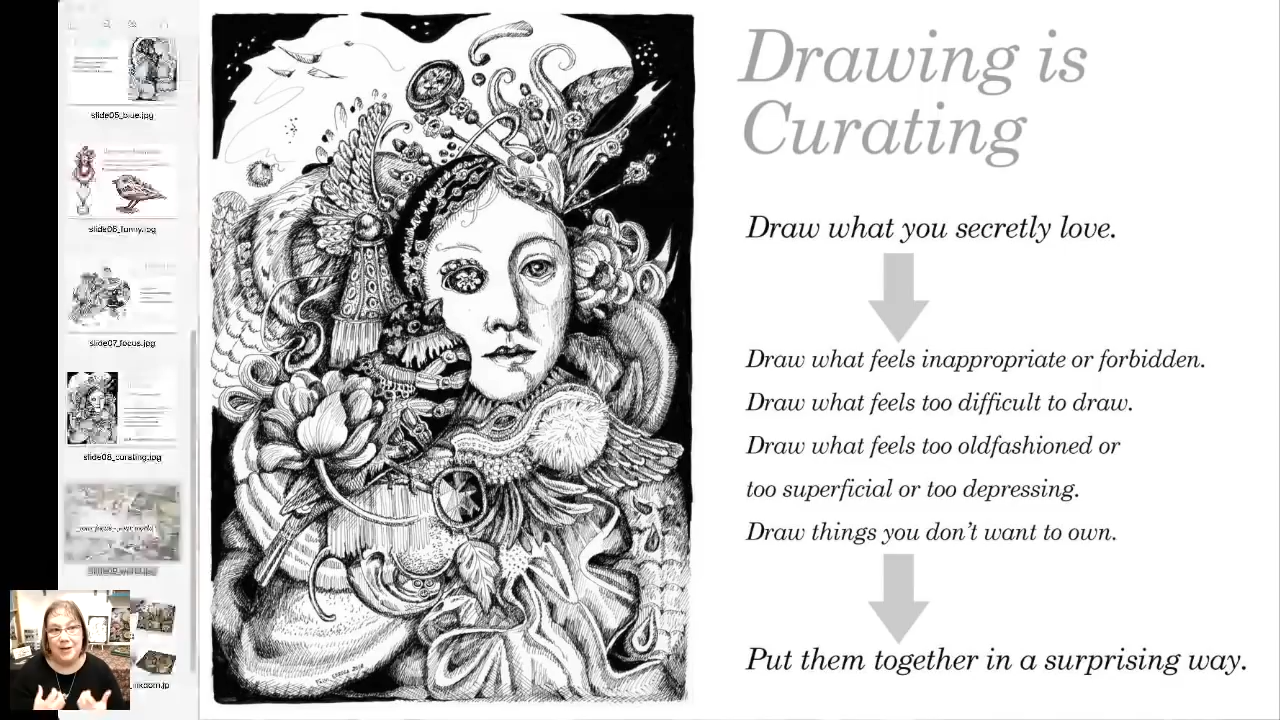 Drawing is
Curating
Draw what you secretly love.
Draw what feels inappropriate or forbidden.
Draw what feels too difficult to draw.
Draw what feels too oldfashioned or
too superficial or too depressing.
Draw things you don't want to own.
Put them together in a surprising way.
slide05_blue.jpg
slide06_funny.jpg
slide07_focus.jpg
slide08_curating.jpg